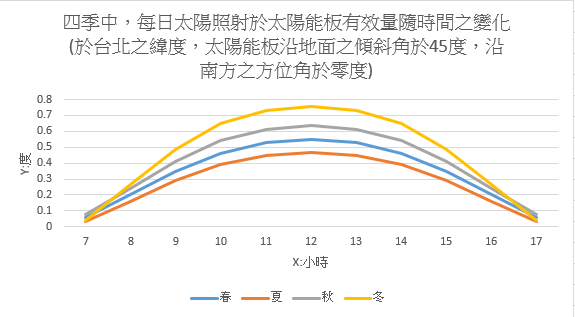 四季中，每日太陽照射於太陽能板有效量隨時間之變化
(於台北之緯度，太陽能板沿地面之傾斜角於45度，沿
南方之方位角於零度)
0.8
0.7
0.6
0.5
0.4
0.3
0.2
0.1
0
Y:度
7 8 9 10 11 12 13 14 15 16 17
X:小時
春 夏 秋 冬